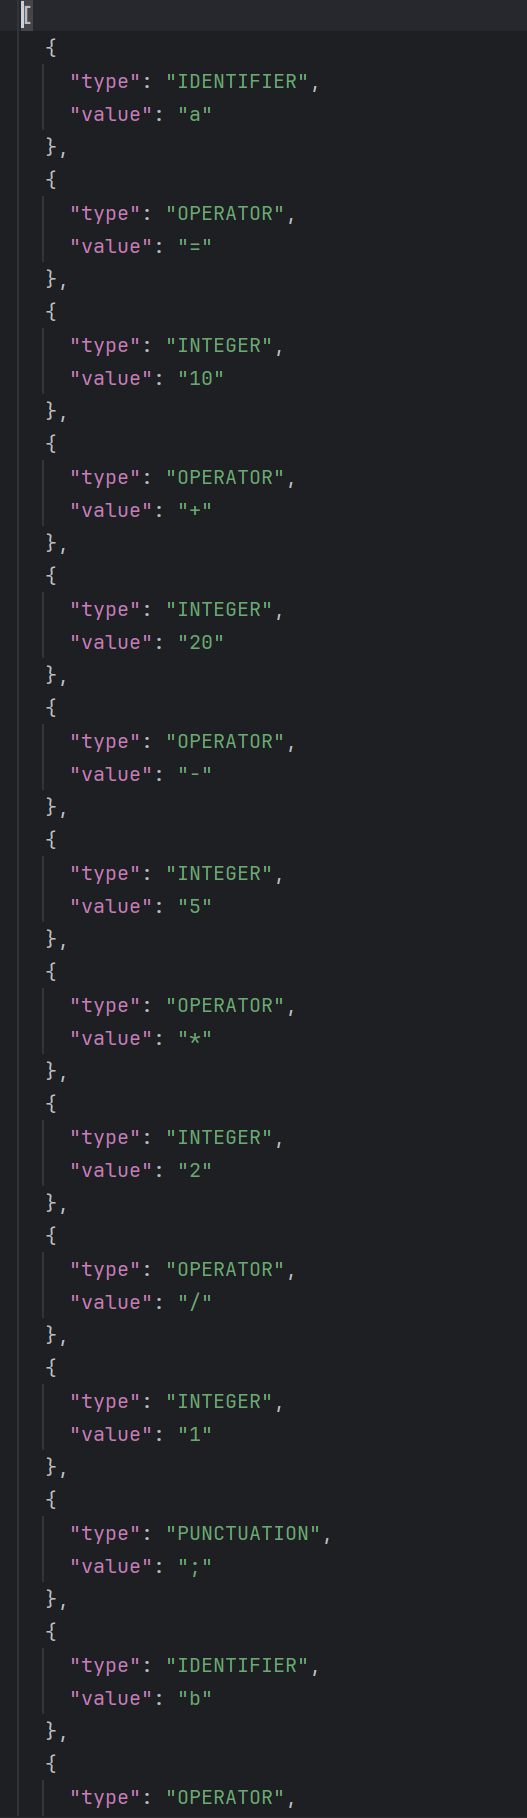 [
  {
    "type": "IDENTIFIER",
    "value": "a"
  },
  {
    "type": "OPERATOR",
    "value": "="
  },
  {
    "type": "INTEGER",
    "value": "10"
  },
  {
    "type": "OPERATOR",
    "value": "+"
  },
  {
    "type": "INTEGER",
    "value": "20"
  },
  {
    "type": "OPERATOR",
    "value": "-"
  },
  {
    "type": "INTEGER",
    "value": "5"
  },
  {
    "type": "OPERATOR",
    "value": "*"
  },
  {
    "type": "INTEGER",
    "value": "2"
  },
  {
    "type": "OPERATOR",
    "value": "/"
  },
  {
    "type": "INTEGER",
    "value": "1"
  },
  {
    "type": "PUNCTUATION",
    "value": ";"
  },
  {
    "type": "IDENTIFIER",
    "value": "b"
  },
  {
    "type": "OPERATOR",